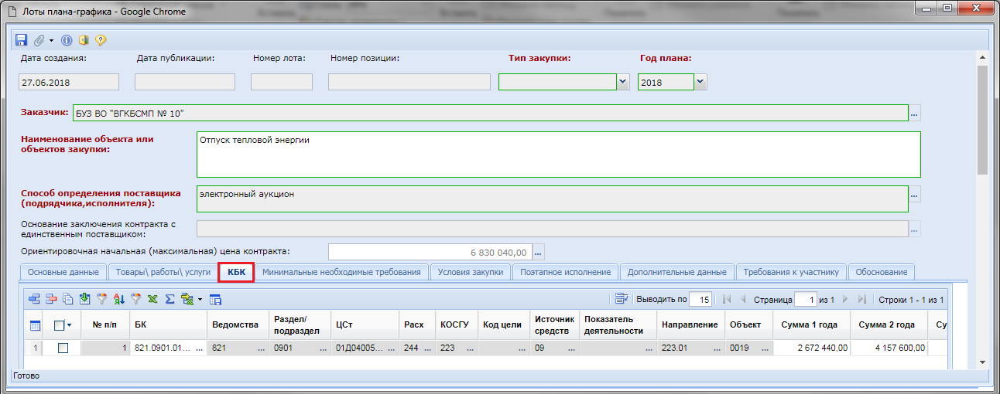 Лоты плана-графика - Google Chrome
Дата создания: Дата публикации: Номер лота: Номер позиции: Тип закупки: Год плана:
27.06.2018 2018
Заказчик: БУЗ ВО "ВГКБСМП № 10" ...
Наименование объекта или
объектов закупки:
Отпуск тепловой энергии
Способ определения поставщика
(подрядчика,исполнителя):
электронный аукцион ...
Основание заключения контракта с
единственным поставщиком: ...
Ориентировочная начальная (максимальная) цена контракта: 6 830 040,00 ...
Основные данные Товары\ работы\ услуги КБК Минимальные необходимые требования Условия закупки Поэтапное исполнение Дополнительные данные Требования к участнику Обоснование
Выводить по 15 Страница 1 из 1 Строки 1 - 1 из 1
№ п/п БК Ведомства Раздел/
подраздел ЦСт Расх КОСГУ Код цели Источник
средств Показатель
деятельности Направление Объект Сумма 1 года Сумма 2 года Су
1 1 821.0901.01... ... 821 ... 0901 ... 01Д04005... ... 244 ... 223 ... ... 09 ... ... 223.01 ... 0019 ... 2 672 440,00 4 157 600,00
Готово